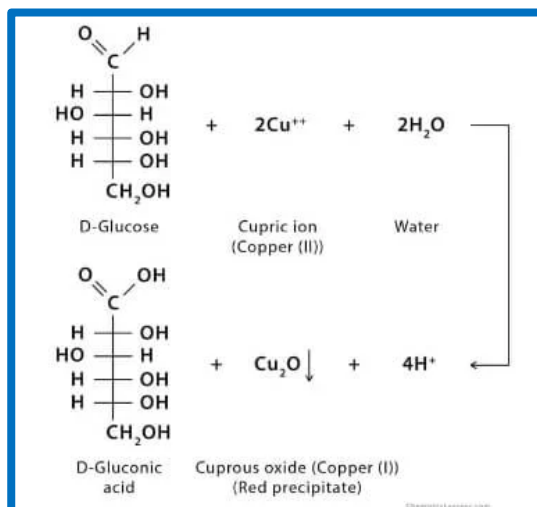 O H
C
H OH
HO H
H OH
H OH
CH₂OH
+ 2Cu⁺⁺ + 2H₂O
D-Glucose Cupric ion Water
(Copper (II))
O OH
C
H OH
HO H
H OH
H OH
CH₂OH
+ Cu₂O↓ + 4H⁺
D-Gluconic Cuprous oxide (Copper (I))
acid (Red precipitate)